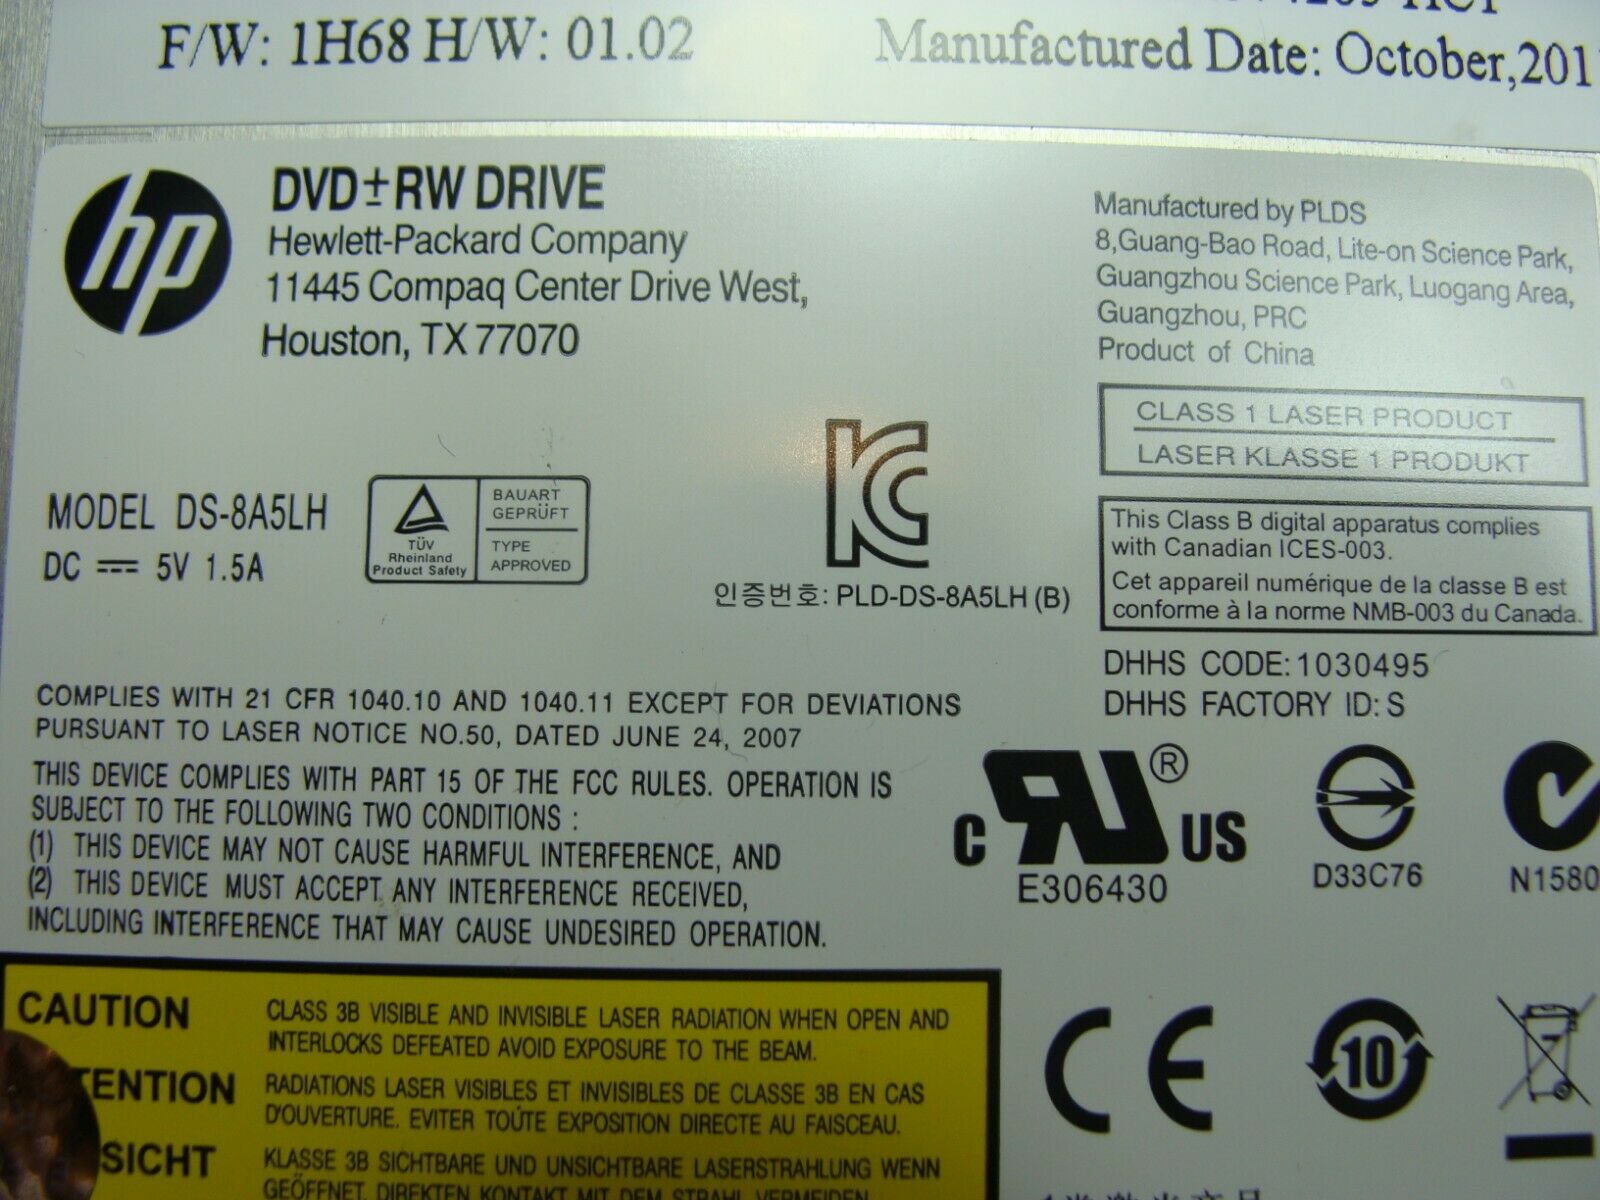 F/W: 1H68 H/W: 01.02
Manufactured Date: October,201
hp
DVD±RW DRIVE
Hewlett-Packard Company
11445 Compaq Center Drive West,
Houston, TX 77070
Manufactured by PLDS
8,Guang-Bao Road, Lite-on Science Park,
Guangzhou Science Park, Luogang Area,
Guangzhou, PRC
Product of China
CLASS 1 LASER PRODUCT
LASER KLASSE 1 PRODUKT
MODEL DS-8A5LH
DC ⎓ 5V 1.5A
TÜV
Rheinland
Product Safety
BAUART
GEPRÜFT
TYPE
APPROVED
인증번호: PLD-DS-8A5LH (B)
This Class B digital apparatus complies
with Canadian ICES-003.
Cet appareil numérique de la classe B est
conforme à la norme NMB-003 du Canada.
DHHS CODE: 1030495
DHHS FACTORY ID: S
COMPLIES WITH 21 CFR 1040.10 AND 1040.11 EXCEPT FOR DEVIATIONS
PURSUANT TO LASER NOTICE NO.50, DATED JUNE 24, 2007
THIS DEVICE COMPLIES WITH PART 15 OF THE FCC RULES. OPERATION IS
SUBJECT TO THE FOLLOWING TWO CONDITIONS :
(1) THIS DEVICE MAY NOT CAUSE HARMFUL INTERFERENCE, AND
(2) THIS DEVICE MUST ACCEPT ANY INTERFERENCE RECEIVED,
INCLUDING INTERFERENCE THAT MAY CAUSE UNDESIRED OPERATION.
C RU ® US
E306430
D33C76
N1580
CAUTION
CLASS 3B VISIBLE AND INVISIBLE LASER RADIATION WHEN OPEN AND
INTERLOCKS DEFEATED AVOID EXPOSURE TO THE BEAM.
TENTION
RADIATIONS LASER VISIBLES ET INVISIBLES DE CLASSE 3B EN CAS
D'OUVERTURE. EVITER TOÚTE EXPOSITION DIRECTE AU FAISCEAU.
SICHT
KLASSE 3B SICHTBARE UND UNSICHTBARE LASERSTRAHLUNG WENN
GEÖFFNET. DIREKTEN KONTAKT MIT DEM STRAHL VERMEIDEN
CE
10